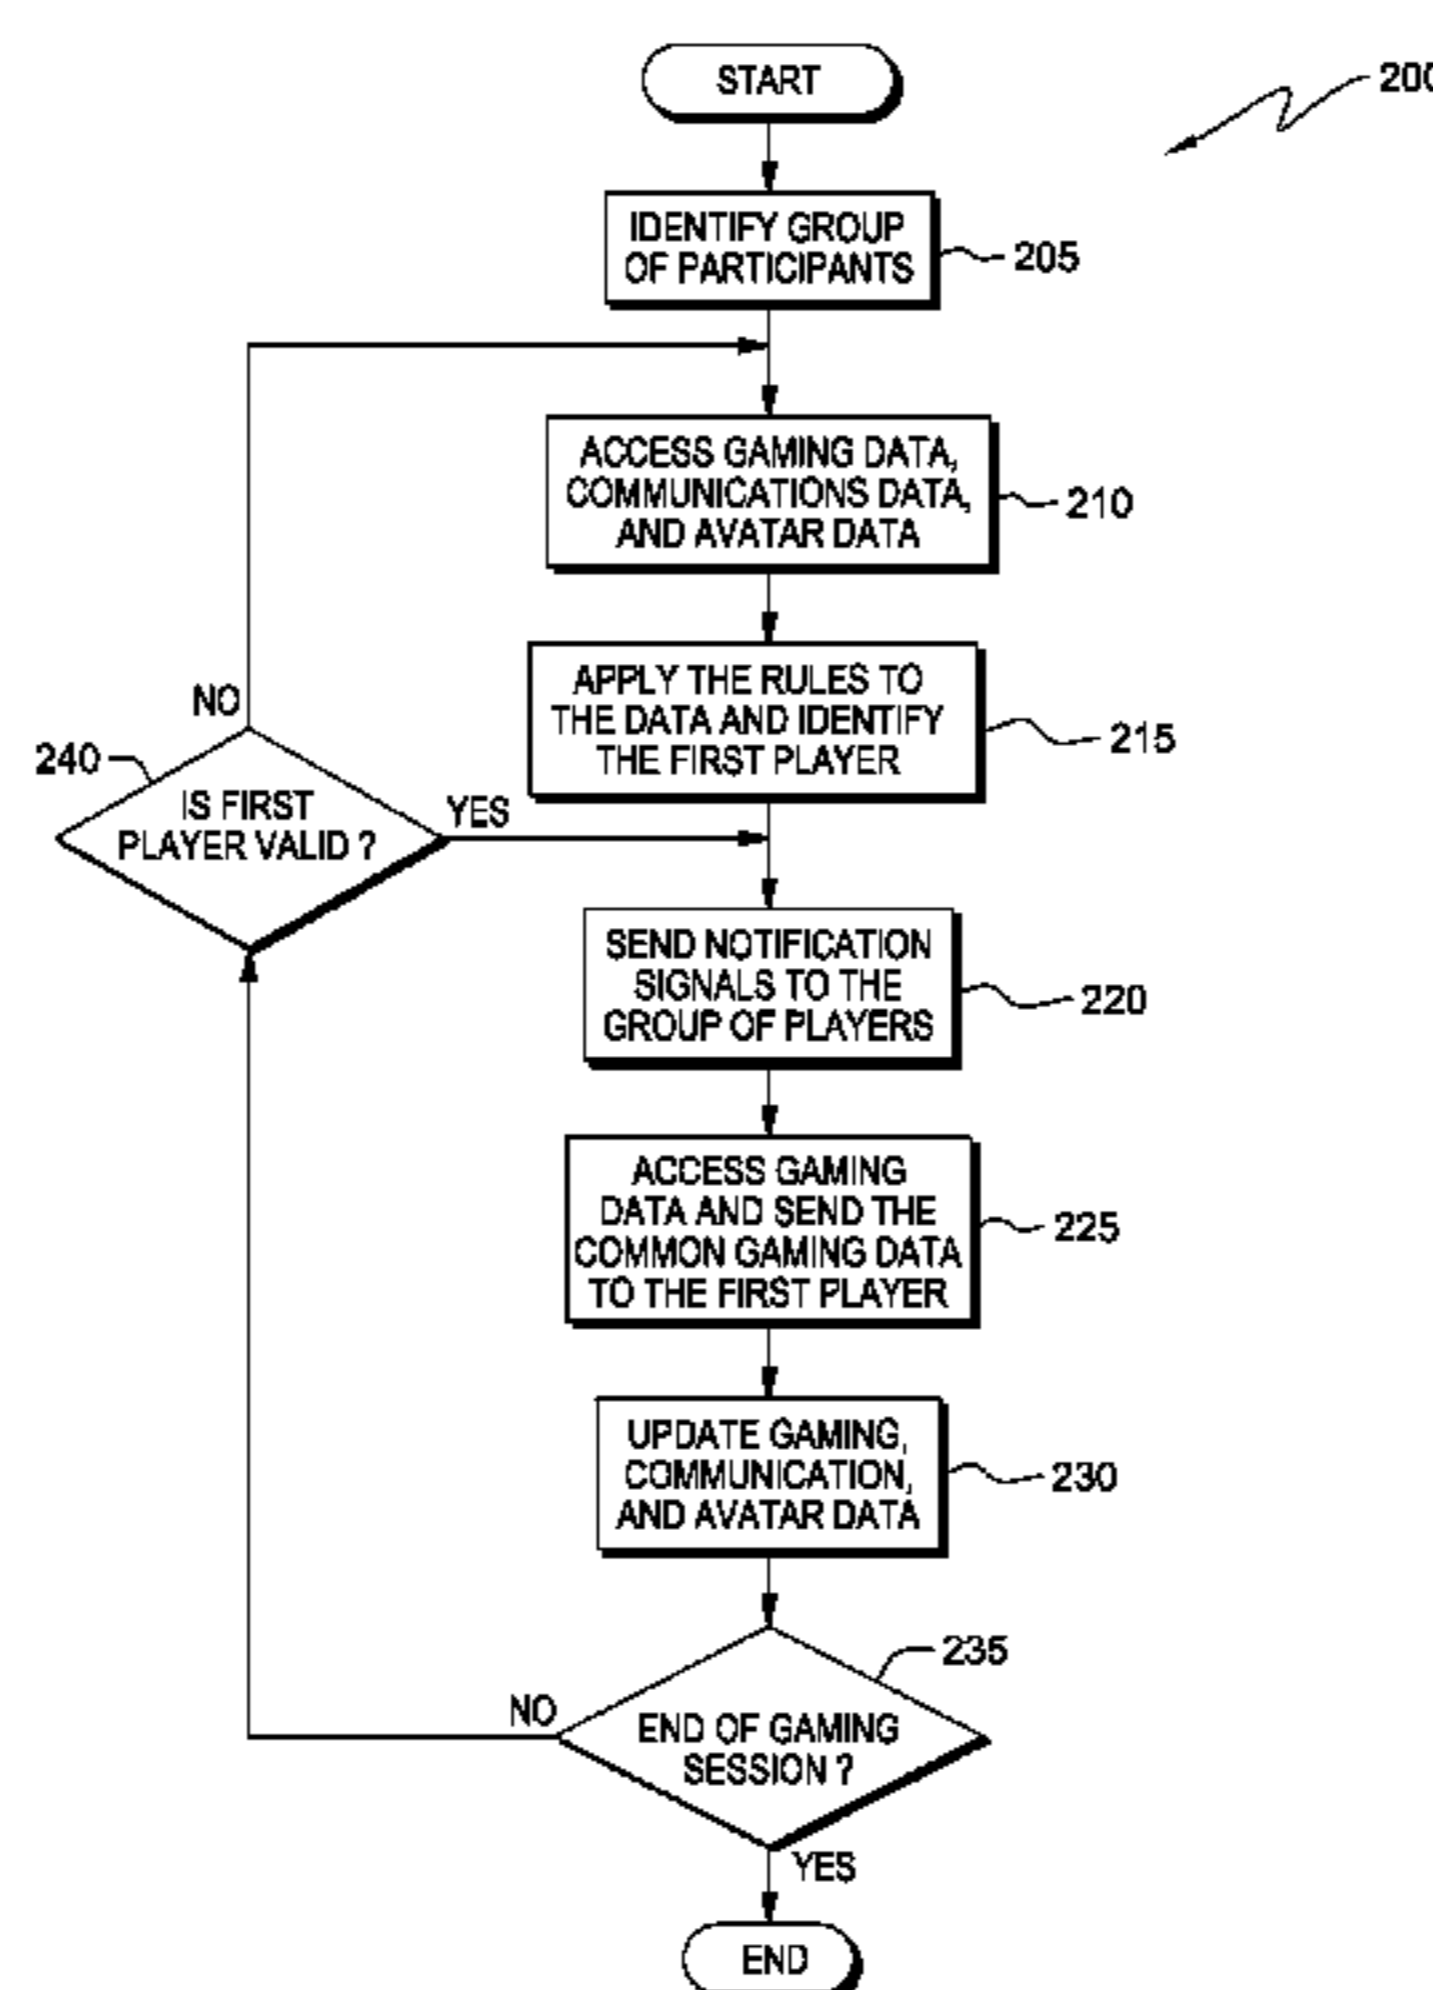 START
200
IDENTIFY GROUP
OF PARTICIPANTS
205
ACCESS GAMING DATA,
COMMUNICATIONS DATA,
AND AVATAR DATA
210
APPLY THE RULES TO
THE DATA AND IDENTIFY
THE FIRST PLAYER
215
NO
240
IS FIRST
PLAYER VALID ?
YES
SEND NOTIFICATION
SIGNALS TO THE
GROUP OF PLAYERS
220
ACCESS GAMING
DATA AND SEND THE
COMMON GAMING DATA
TO THE FIRST PLAYER
225
UPDATE GAMING,
COMMUNICATION,
AND AVATAR DATA
230
235
NO
END OF GAMING
SESSION ?
YES
END